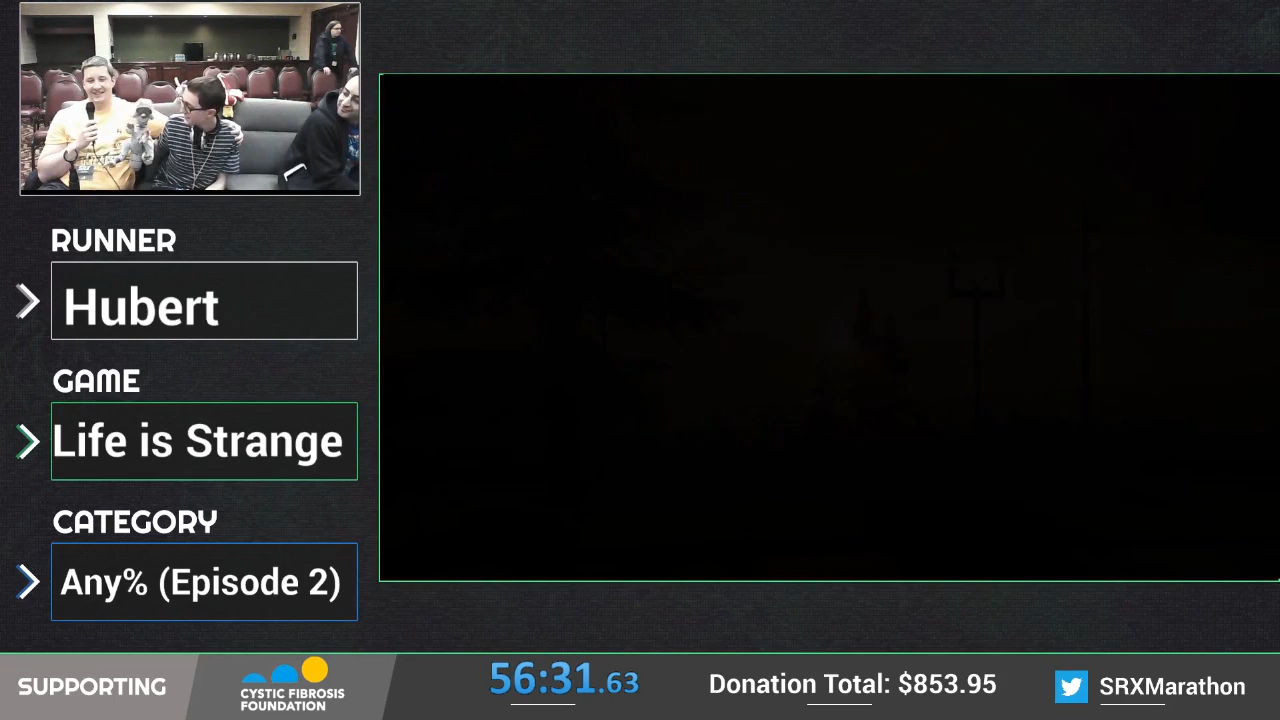 RUNNER
Hubert
GAME
Life is Strange
CATEGORY
Any% (Episode 2)
SUPPORTING
CYSTIC FIBROSIS
FOUNDATION
56:31.63
Donation Total: $853.95
SRXMarathon